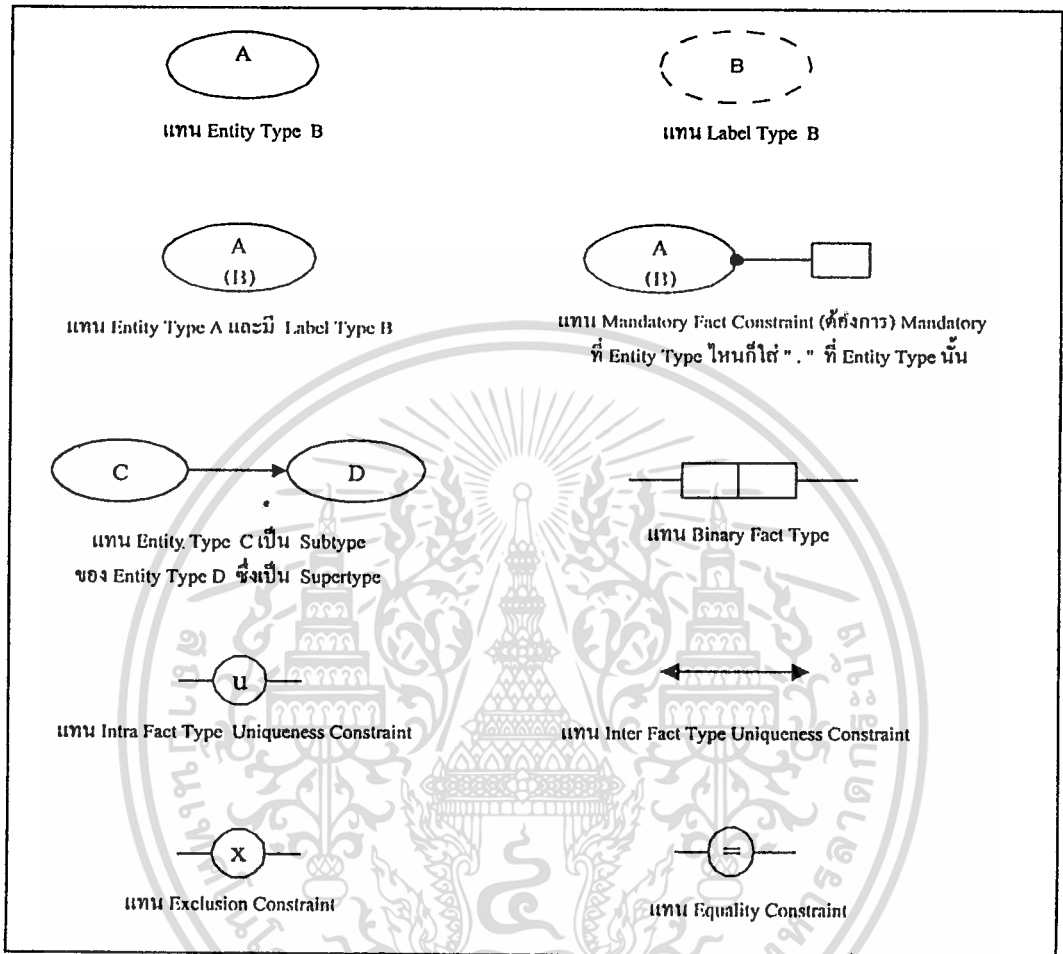 A
B
แทน Entity Type B
แทน Label Type B
A
(B)
A
(B)
แทน Entity Type A และมี Label Type B
แทน Mandatory Fact Constraint (ต้องการ) Mandatory
ที่ Entity Type ไหนก็ใส่ " . " ที่ Entity Type นั้น
C
D
แทน Entity. Type C เป็น Subtype
ของ Entity Type D ซึ่งเป็น Supertype
แทน Binary Fact Type
u
แทน Intra Fact Type Uniqueness Constraint
แทน Inter Fact Type Uniqueness Constraint
x
=
แทน Exclusion Constraint
แทน Equality Constraint